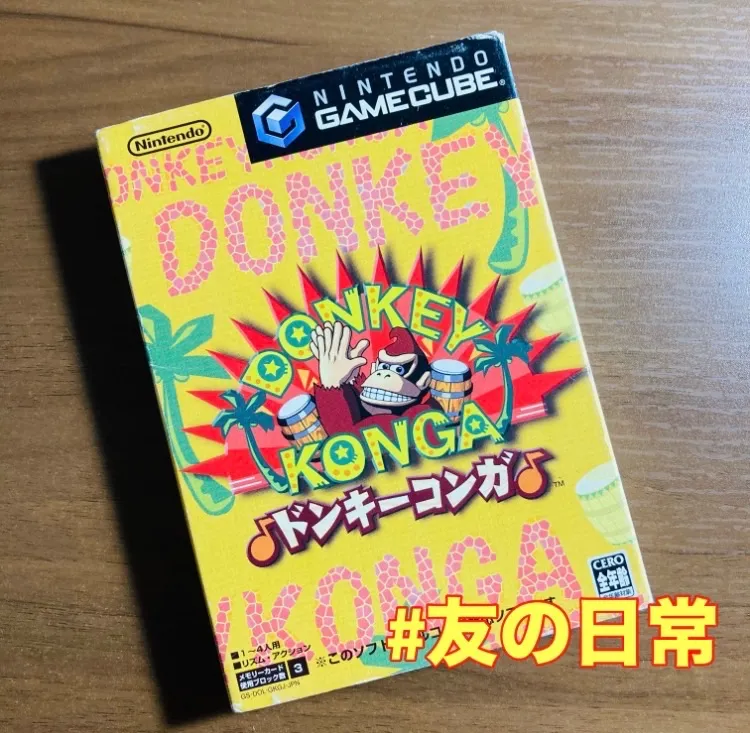 NINTENDO
GAMECUBE
Nintendo
DONKEY
DONKEY
DONKEY
KONGA
♪ドンキーコンガ♪
TM
KONGA
CERO
全年齢
■1～4人用
■リズム・アクション
メモリーカード
使用ブロック数 3
※このソフト
#友の日常